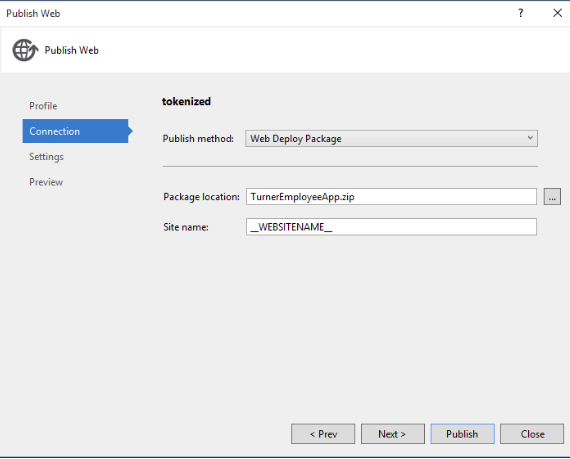 Publish Web
?
Publish Web
Profile
Connection
Settings
Preview
tokenized
Publish method: Web Deploy Package
Package location: TurnerEmployeeApp.zip ...
Site name: __WEBSITENAME__
< Prev Next > Publish Close